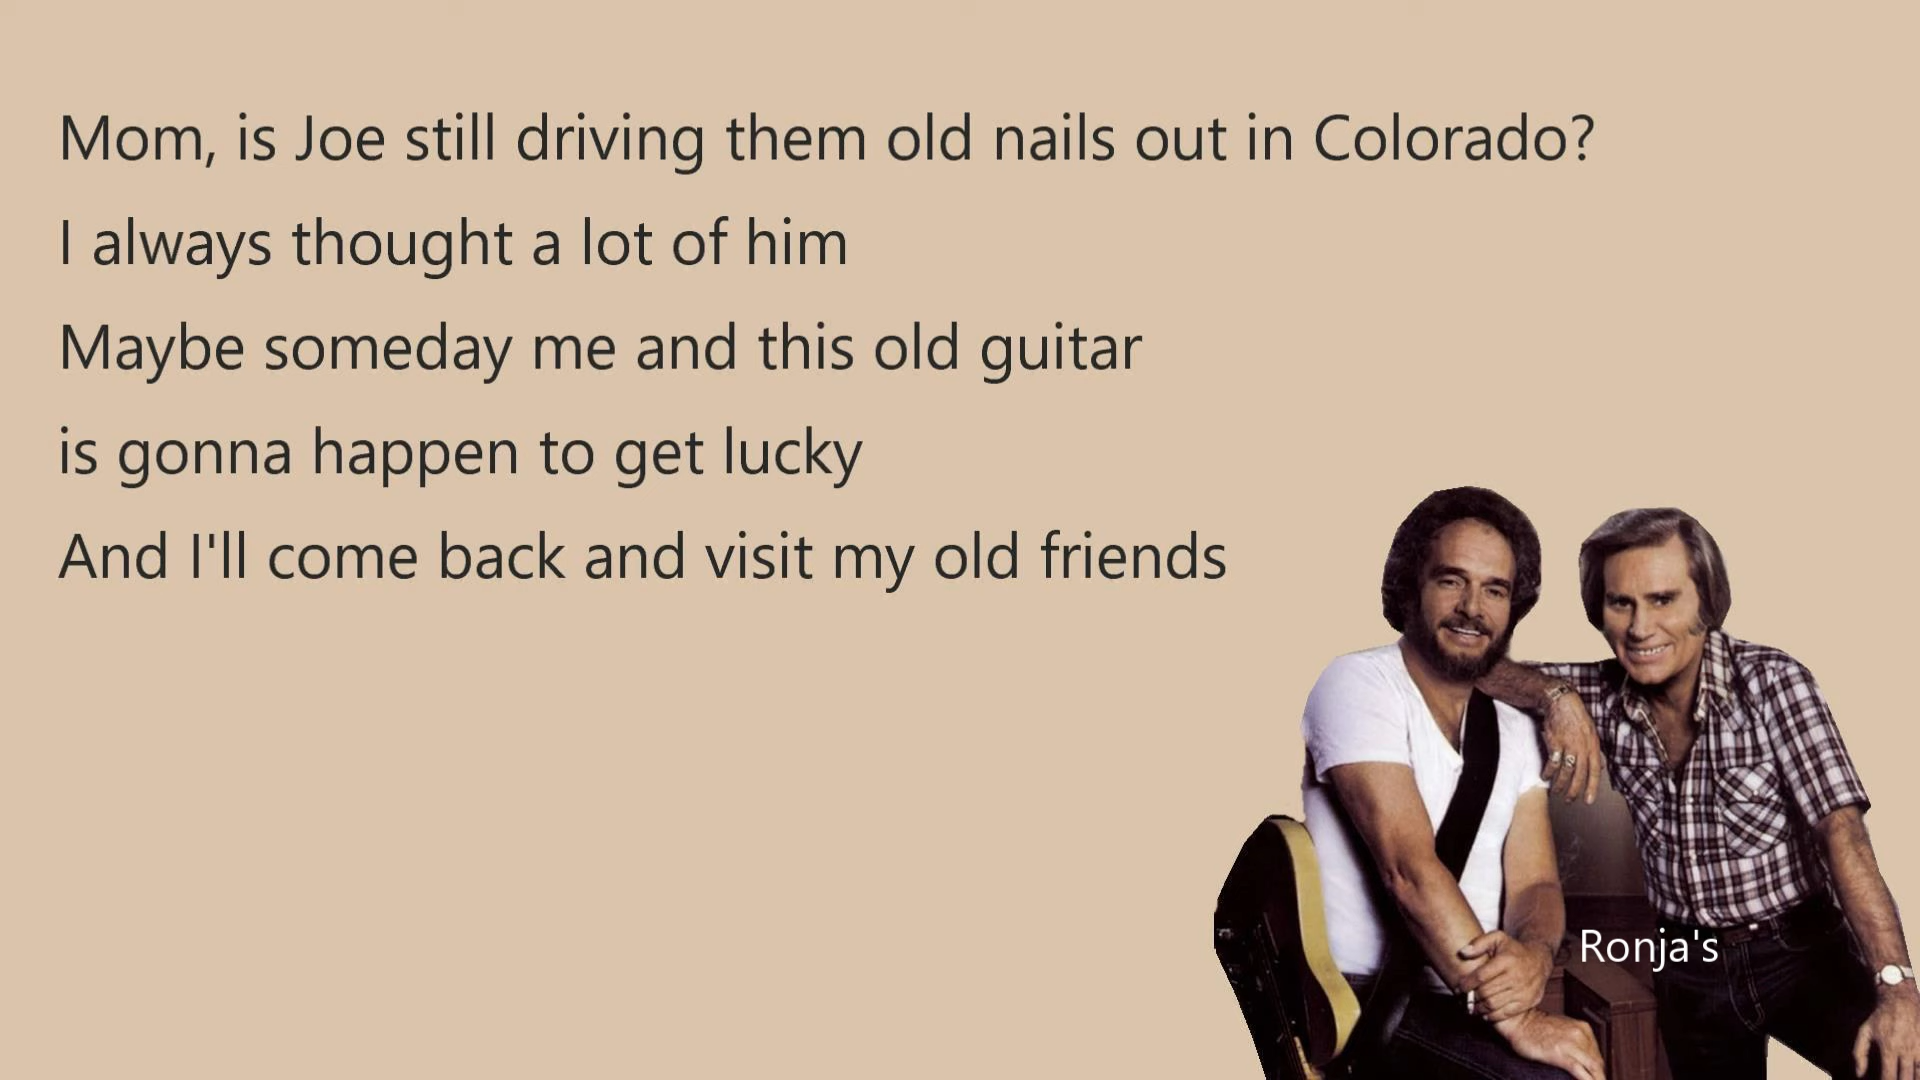 Mom, is Joe still driving them old nails out in Colorado?
I always thought a lot of him
Maybe someday me and this old guitar
is gonna happen to get lucky
And I'll come back and visit my old friends
Ronja's